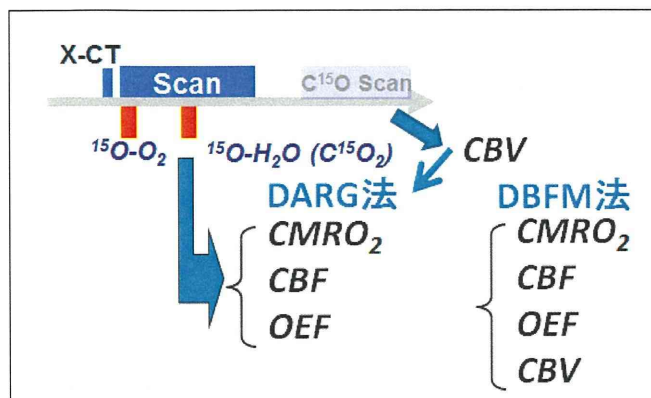 X-CT
Scan
C¹⁵O Scan
¹⁵O-O₂
¹⁵O-H₂O (C¹⁵O₂)
CBV
DARG法
DBFM法
CMRO₂
CMRO₂
CBF
CBF
OEF
OEF
CBV